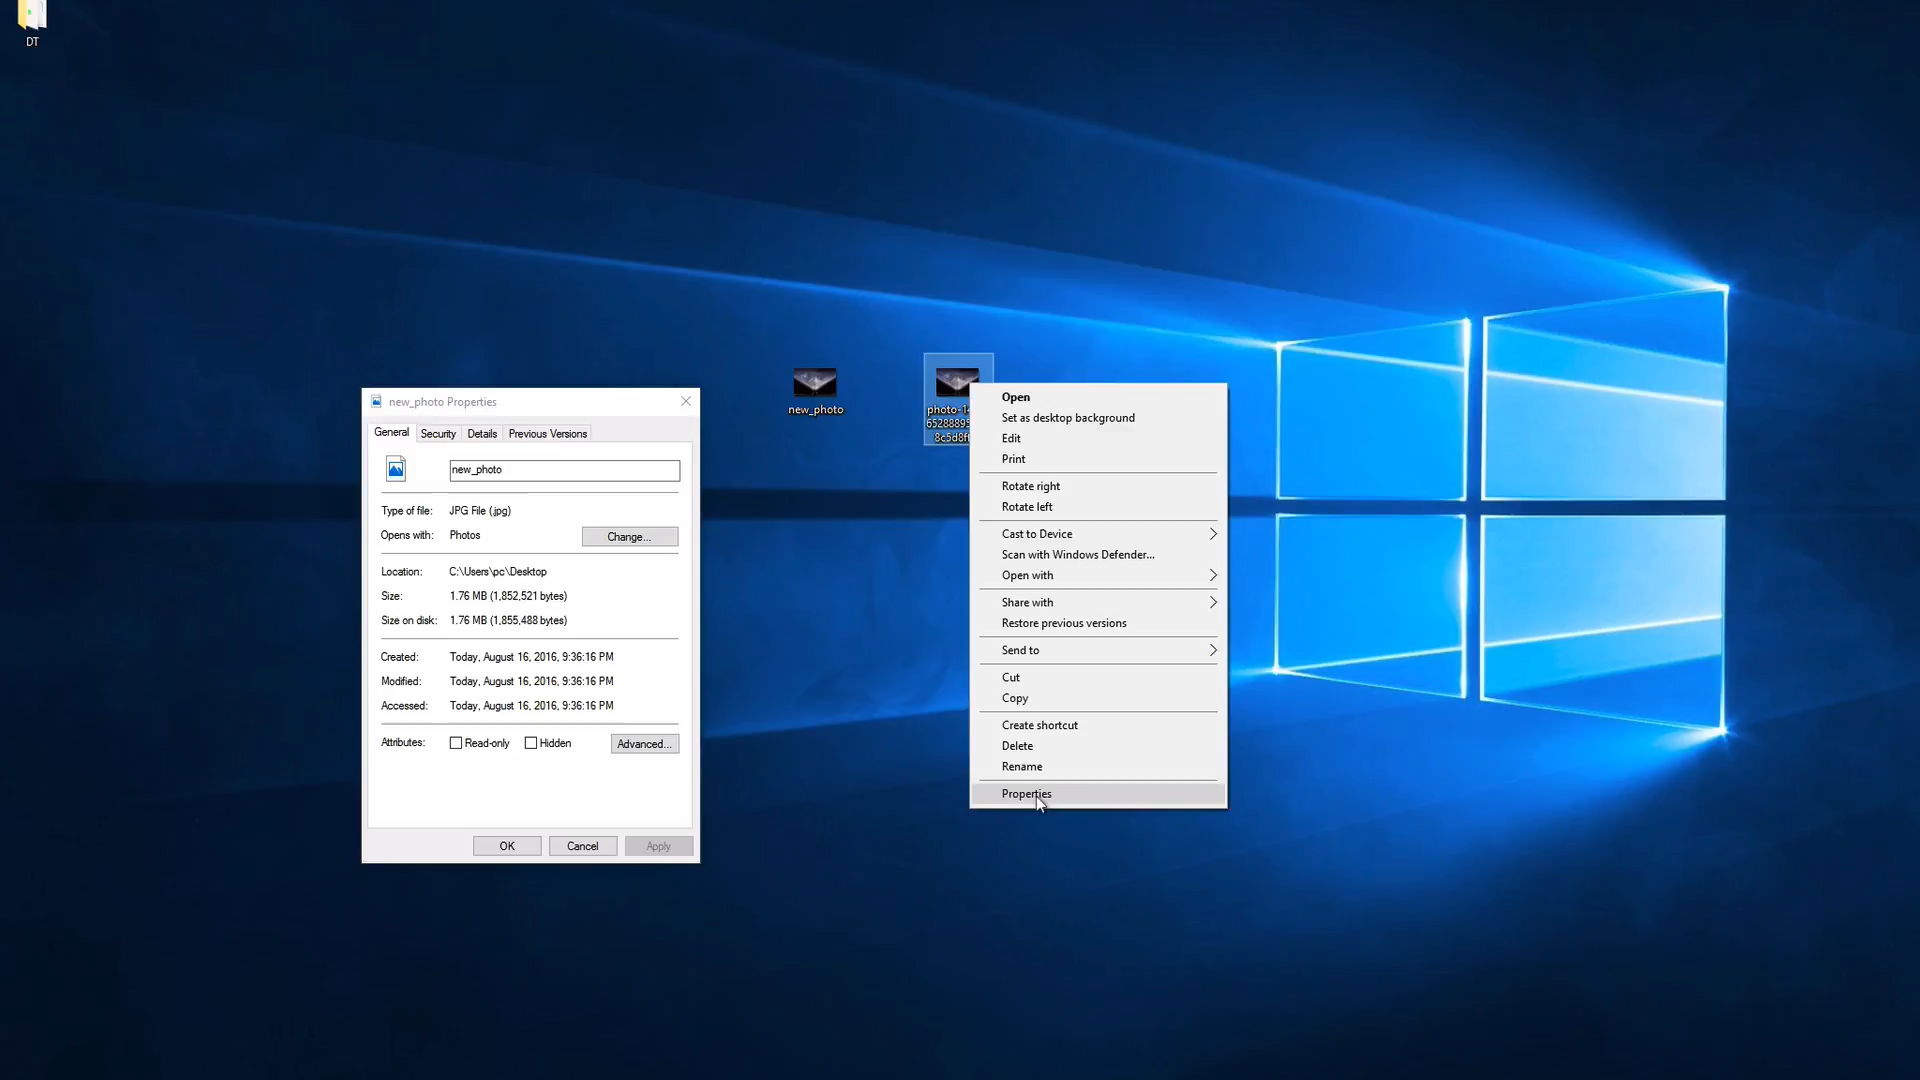 DT
new_photo
new_photo Properties
General Security Details Previous Versions
new_photo
Type of file: JPG File (.jpg)
Opens with: Photos Change...
Location: C:\Users\pc\Desktop
Size: 1.76 MB (1,852,521 bytes)
Size on disk: 1.76 MB (1,855,488 bytes)
Created: Today, August 16, 2016, 9:36:16 PM
Modified: Today, August 16, 2016, 9:36:16 PM
Accessed: Today, August 16, 2016, 9:36:16 PM
Attributes: Read-only Hidden Advanced...
OK Cancel Apply
Open
Set as desktop background
Edit
Print
Rotate right
Rotate left
Cast to Device
Scan with Windows Defender...
Open with
Share with
Restore previous versions
Send to
Cut
Copy
Create shortcut
Delete
Rename
Properties